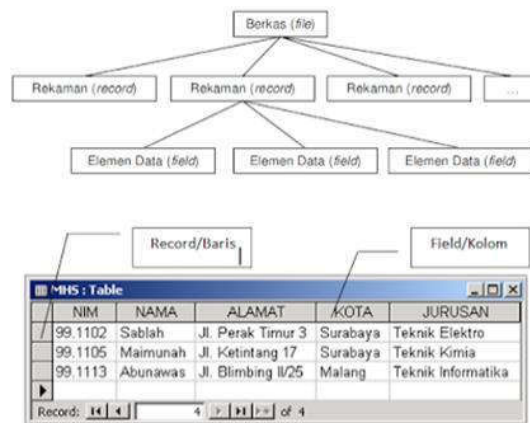 Berkas (file)
Rekaman (record) Rekaman (record) Rekaman (record) ...
Elemen Data (field) Elemen Data (field) Elemen Data (field)
Record/Baris Field/Kolom
MHS : Table
NIM NAMA ALAMAT KOTA JURUSAN
99.1102 Sablah Jl. Perak Timur 3 Surabaya Teknik Elektro
99.1105 Maimunah Jl. Ketintang 17 Surabaya Teknik Kimia
99.1113 Abunawas Jl. Blimbing II/25 Malang Teknik Informatika
Record: 4 of 4